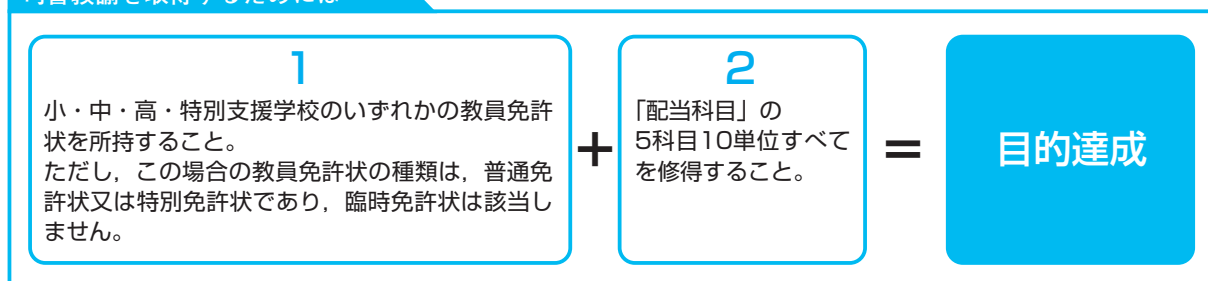 1
小・中・高・特別支援学校のいずれかの教員免許
状を所持すること。
ただし，この場合の教員免許状の種類は，普通免
許状又は特別免許状であり，臨時免許状は該当し
ません。
+
2
「配当科目」の
5科目10単位すべて
を修得すること。
=
目的達成